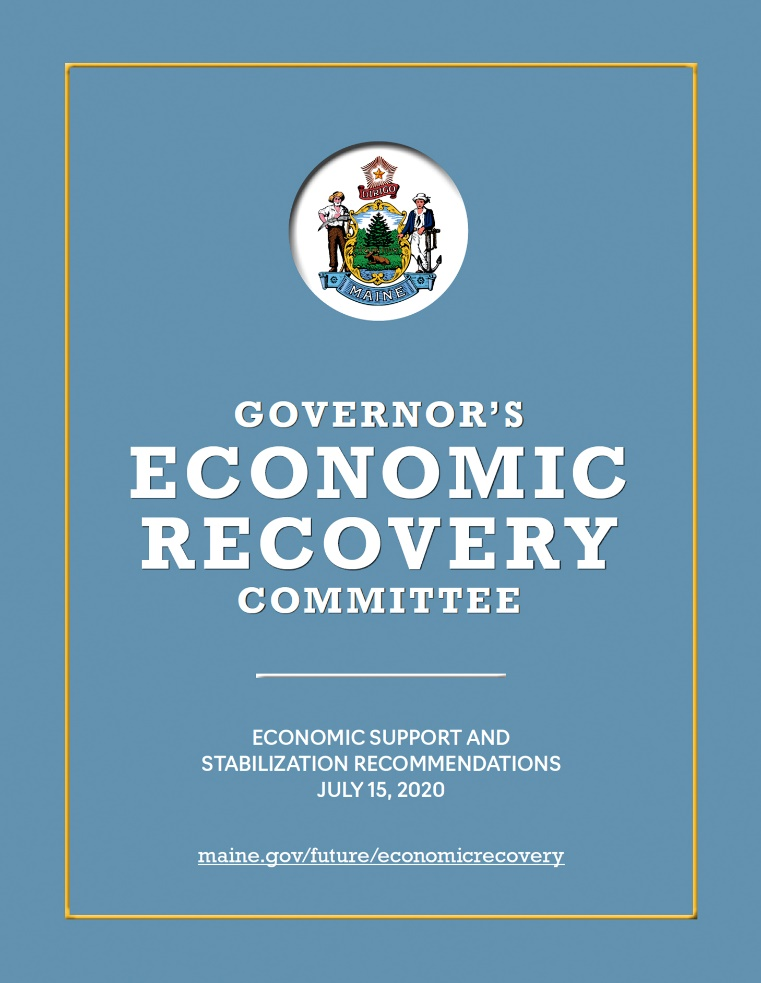 DIRIGO
MAINE
GOVERNOR’S
ECONOMIC
RECOVERY
COMMITTEE
ECONOMIC SUPPORT AND
STABILIZATION RECOMMENDATIONS
JULY 15, 2020
maine.gov/future/economicrecovery